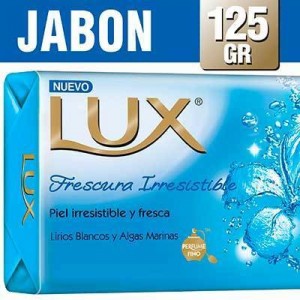 JABON
125
GR
NUEVO
LUX®
Frescura Irresistible
Piel irresistible y fresca
Lirios Blancos y Algas Marinas
PERFUME
FINO